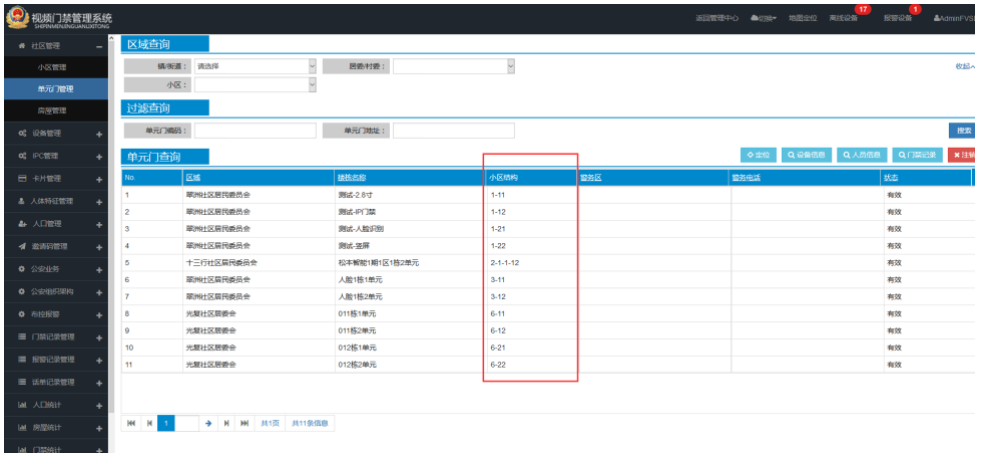 视频门禁管理系统
SHIPINMENJINGUANLIXITONG
返回管理中心 切换 地图定位 离线设备 17 报警设备 1 AdminFVS
社区管理
小区管理
单元门管理
房屋管理
设备管理
IPC管理
卡片管理
人体特征管理
人口管理
邀请码管理
公安业务
公安组织架构
布控报警
门禁记录管理
报警记录管理
话单记录管理
人口统计
房屋统计
门禁统计
区域查询
镇/街道： 请选择 居委/村委： 收起
小区：
过滤查询
单元门编码： 单元门地址： 搜索
单元门查询 定位 设备信息 人员信息 门禁记录 注销
No. 区域 楼栋名称 小区结构 警务区 警务电话 状态
1 翠洲社区居民委员会 测试-2.8寸 1-11 有效
2 翠洲社区居民委员会 测试-IP门禁 1-12 有效
3 翠洲社区居民委员会 测试-人脸识别 1-21 有效
4 翠洲社区居民委员会 测试-竖屏 1-22 有效
5 十三行社区居民委员会 松本智能1期1区1栋2单元 2-1-1-12 有效
6 翠洲社区居民委员会 人脸1栋1单元 3-11 有效
7 翠洲社区居民委员会 人脸1栋2单元 3-12 有效
8 光复社区居委会 011栋1单元 6-11 有效
9 光复社区居委会 011栋2单元 6-12 有效
10 光复社区居委会 012栋1单元 6-21 有效
11 光复社区居委会 012栋2单元 6-22 有效
1 共1页 共11条信息